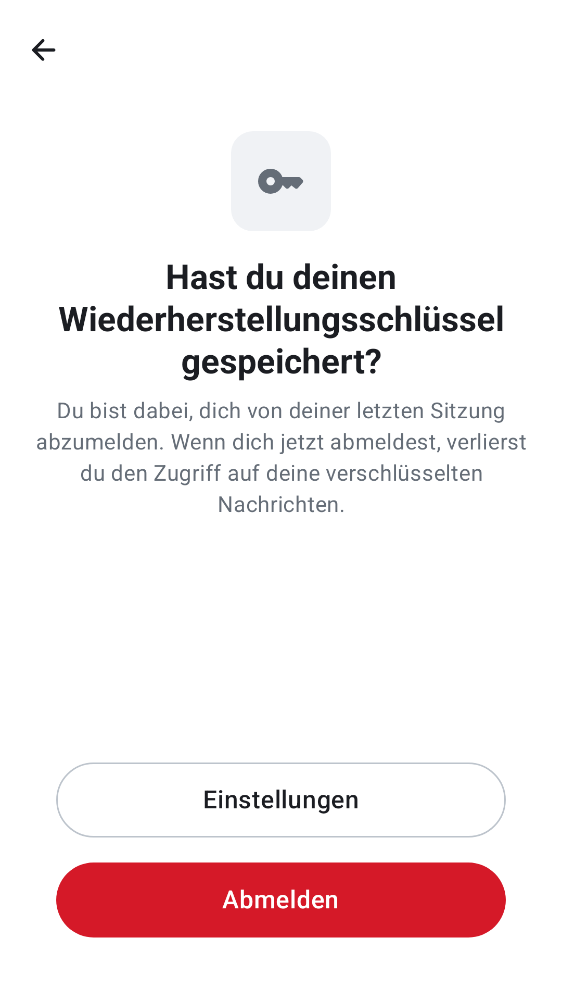 Hast du deinen
Wiederherstellungsschlüssel
gespeichert?
Du bist dabei, dich von deiner letzten Sitzung
abzumelden. Wenn dich jetzt abmeldest, verlierst
du den Zugriff auf deine verschlüsselten
Nachrichten.
Einstellungen
Abmelden